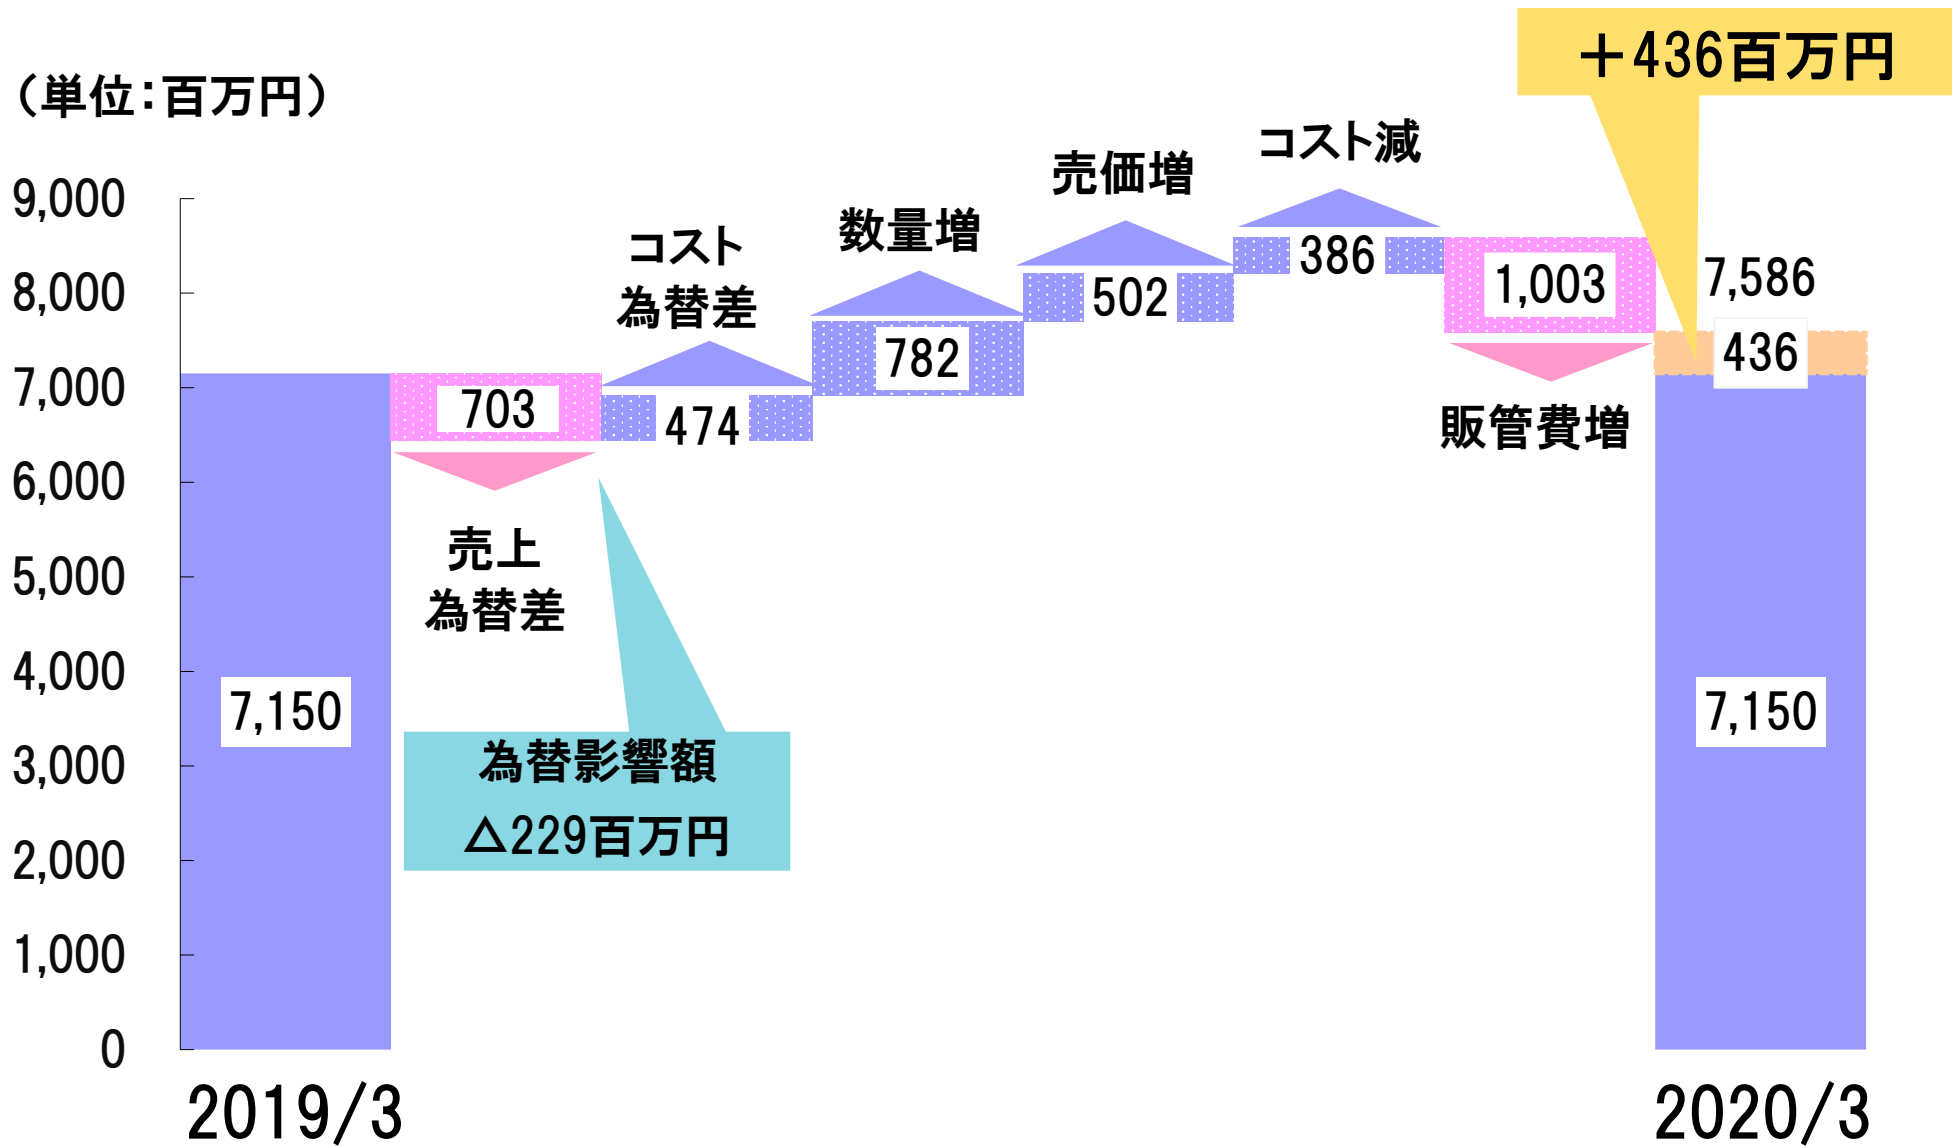 ＋436百万円
（単位：百万円）
9,000
8,000
7,000
6,000
5,000
4,000
3,000
2,000
1,000
0
7,150
703
売上
為替差
コスト
為替差
474
為替影響額
△229百万円
数量増
782
売価増
502
コスト減
386
1,003
販管費増
7,586
436
7,150
2019/3
2020/3